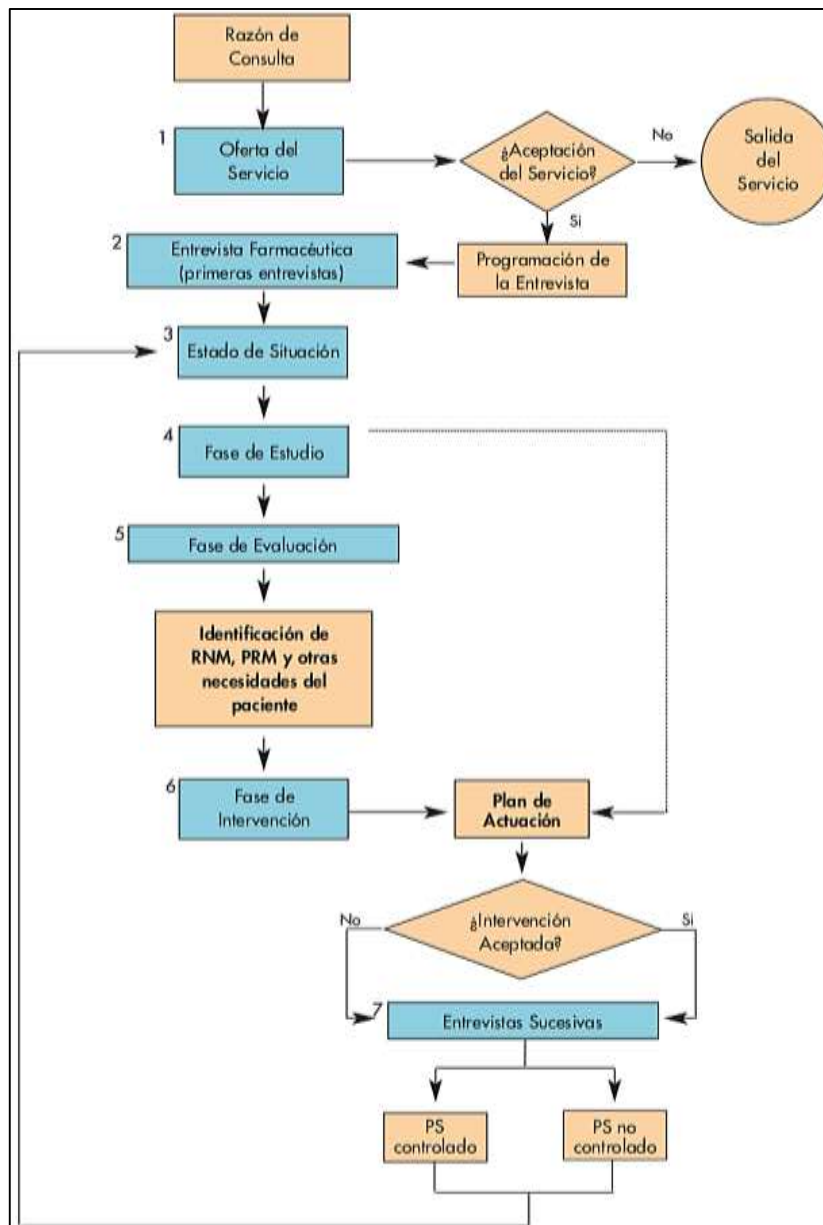 Razón de
Consulta
1
Oferta del
Servicio
¿Aceptación
del Servicio?
No
Salida
del
Servicio
Si
2
Entrevista Farmacéutica
(primeras entrevistas)
Programación de
la Entrevista
3
Estado de Situación
4
Fase de Estudio
5
Fase de Evaluación
Identificación de
RNM, PRM y otras
necesidades del
paciente
6
Fase de
Intervención
Plan de
Actuación
No
¿Intervención
Aceptada?
Si
7
Entrevistas Sucesivas
PS
controlado
PS no
controlado